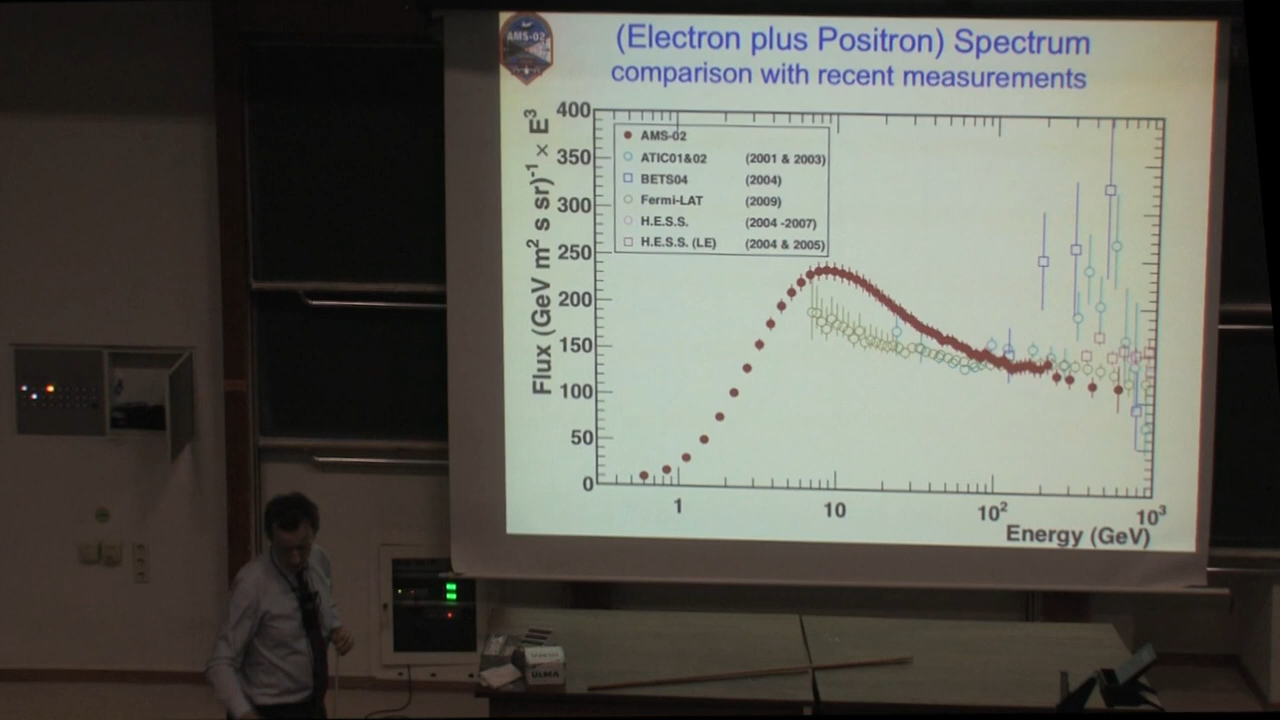 AMS-02
(Electron plus Positron) Spectrum
comparison with recent measurements
Flux (GeV m² s sr)⁻¹ × E³
400
350
300
250
200
150
100
50
0
AMS-02
ATIC01&02 (2001 & 2003)
BETS04 (2004)
Fermi-LAT (2009)
H.E.S.S. (2004 -2007)
H.E.S.S. (LE) (2004 & 2005)
1 10 10² 10³
Energy (GeV)
ULMA